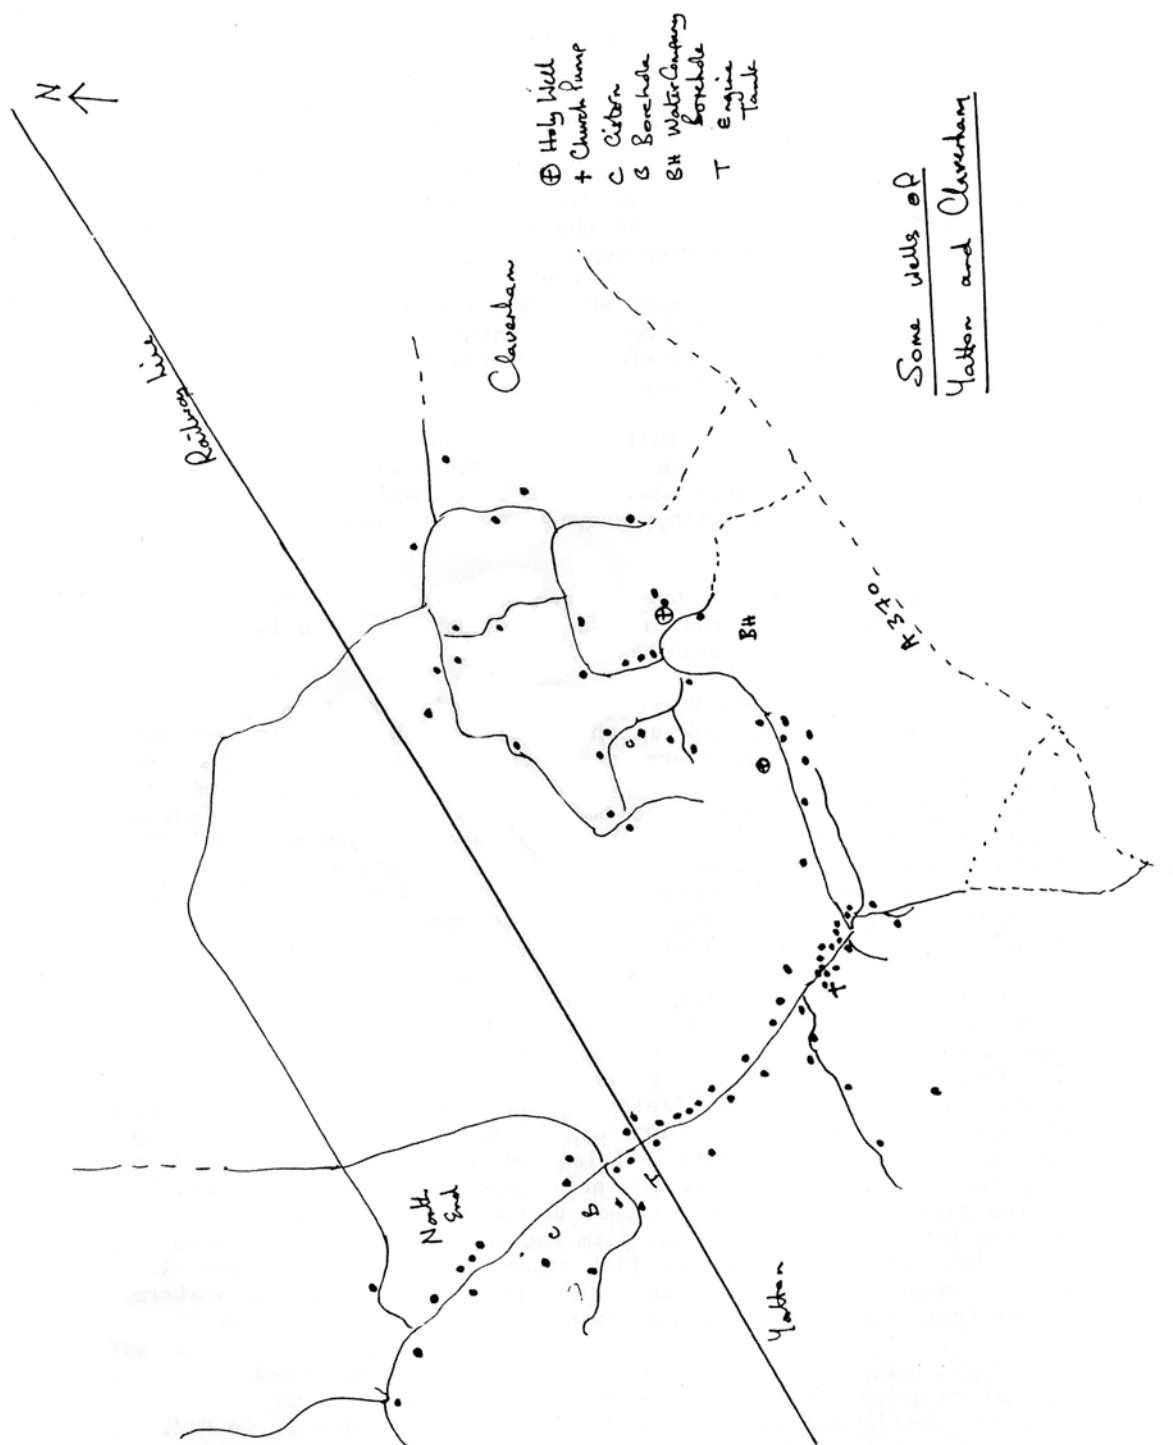 N
⊕ Holy Well
+ Church Pump
C Cistern
B Borehole
BH Water Company
Borehole
T Engine
Tank
Railway Line
Claverham
Some wells of
Yatton and Claverham
BH
C
A370
North
End
C
B
T
T
Yatton